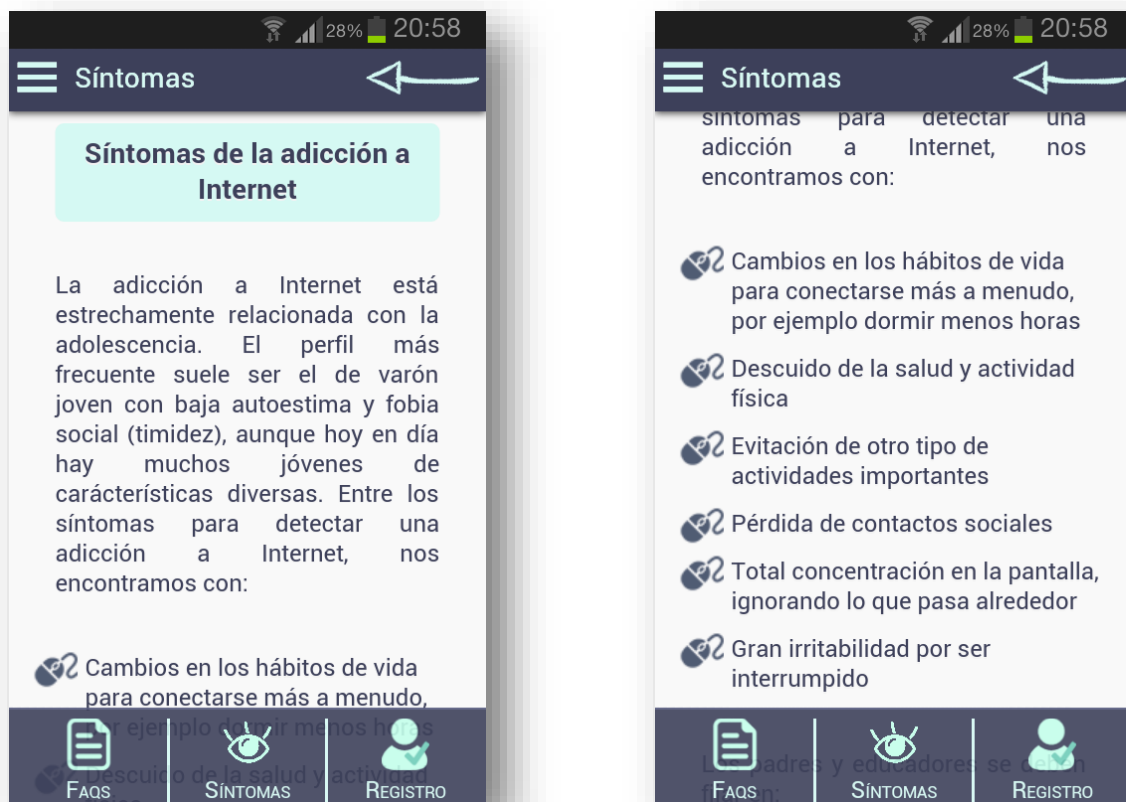 28% 20:58
Síntomas
Síntomas de la adicción a
Internet
La adicción a Internet está
estrechamente relacionada con la
adolescencia. El perfil más
frecuente suele ser el de varón
joven con baja autoestima y fobia
social (timidez), aunque hoy en día
hay muchos jóvenes de
carácterísticas diversas. Entre los
síntomas para detectar una
adicción a Internet, nos
encontramos con:
Cambios en los hábitos de vida
para conectarse más a menudo,
por ejemplo dormir menos horas
Descuido de la salud y actividad
FAQS SÍNTOMAS REGISTRO
28% 20:58
Síntomas
síntomas para detectar una
adicción a Internet, nos
encontramos con:
Cambios en los hábitos de vida
para conectarse más a menudo,
por ejemplo dormir menos horas
Descuido de la salud y actividad
física
Evitación de otro tipo de
actividades importantes
Pérdida de contactos sociales
Total concentración en la pantalla,
ignorando lo que pasa alrededor
Gran irritabilidad por ser
interrumpido
Los padres y educadores se deben
en:
FAQS SÍNTOMAS REGISTRO